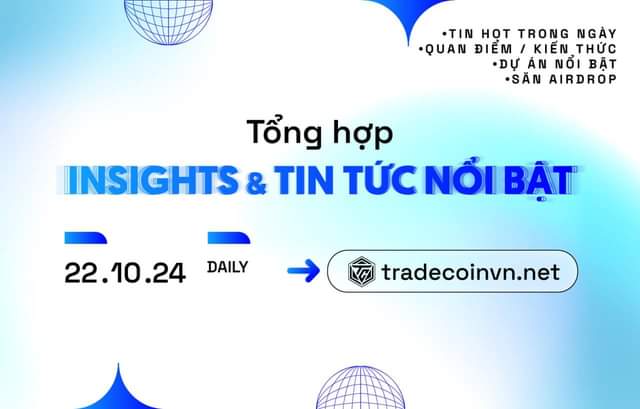 •TIN HOT TRONG NGÀY
•QUAN ĐIỂM / KIẾN THỨC
•DỰ ÁN NỔI BẬT
•SĂN AIRDROP
Tổng hợp
INSIGHTS & TIN TỨC NỔI BẬT
22.10.24
DAILY
tradecoinvn.net